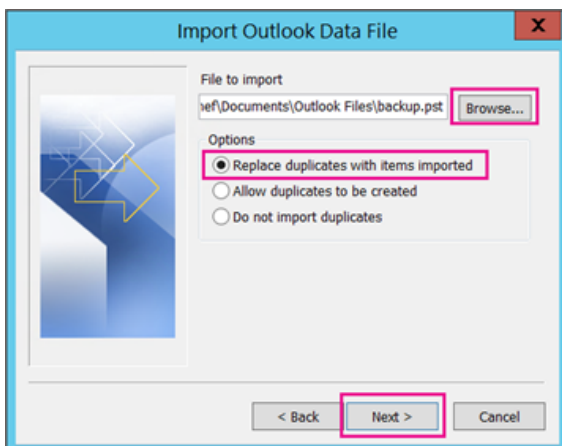 Import Outlook Data File
X
File to import
nef\Documents\Outlook Files\backup.pst
Browse...
Options
Replace duplicates with items imported
Allow duplicates to be created
Do not import duplicates
< Back
Next >
Cancel